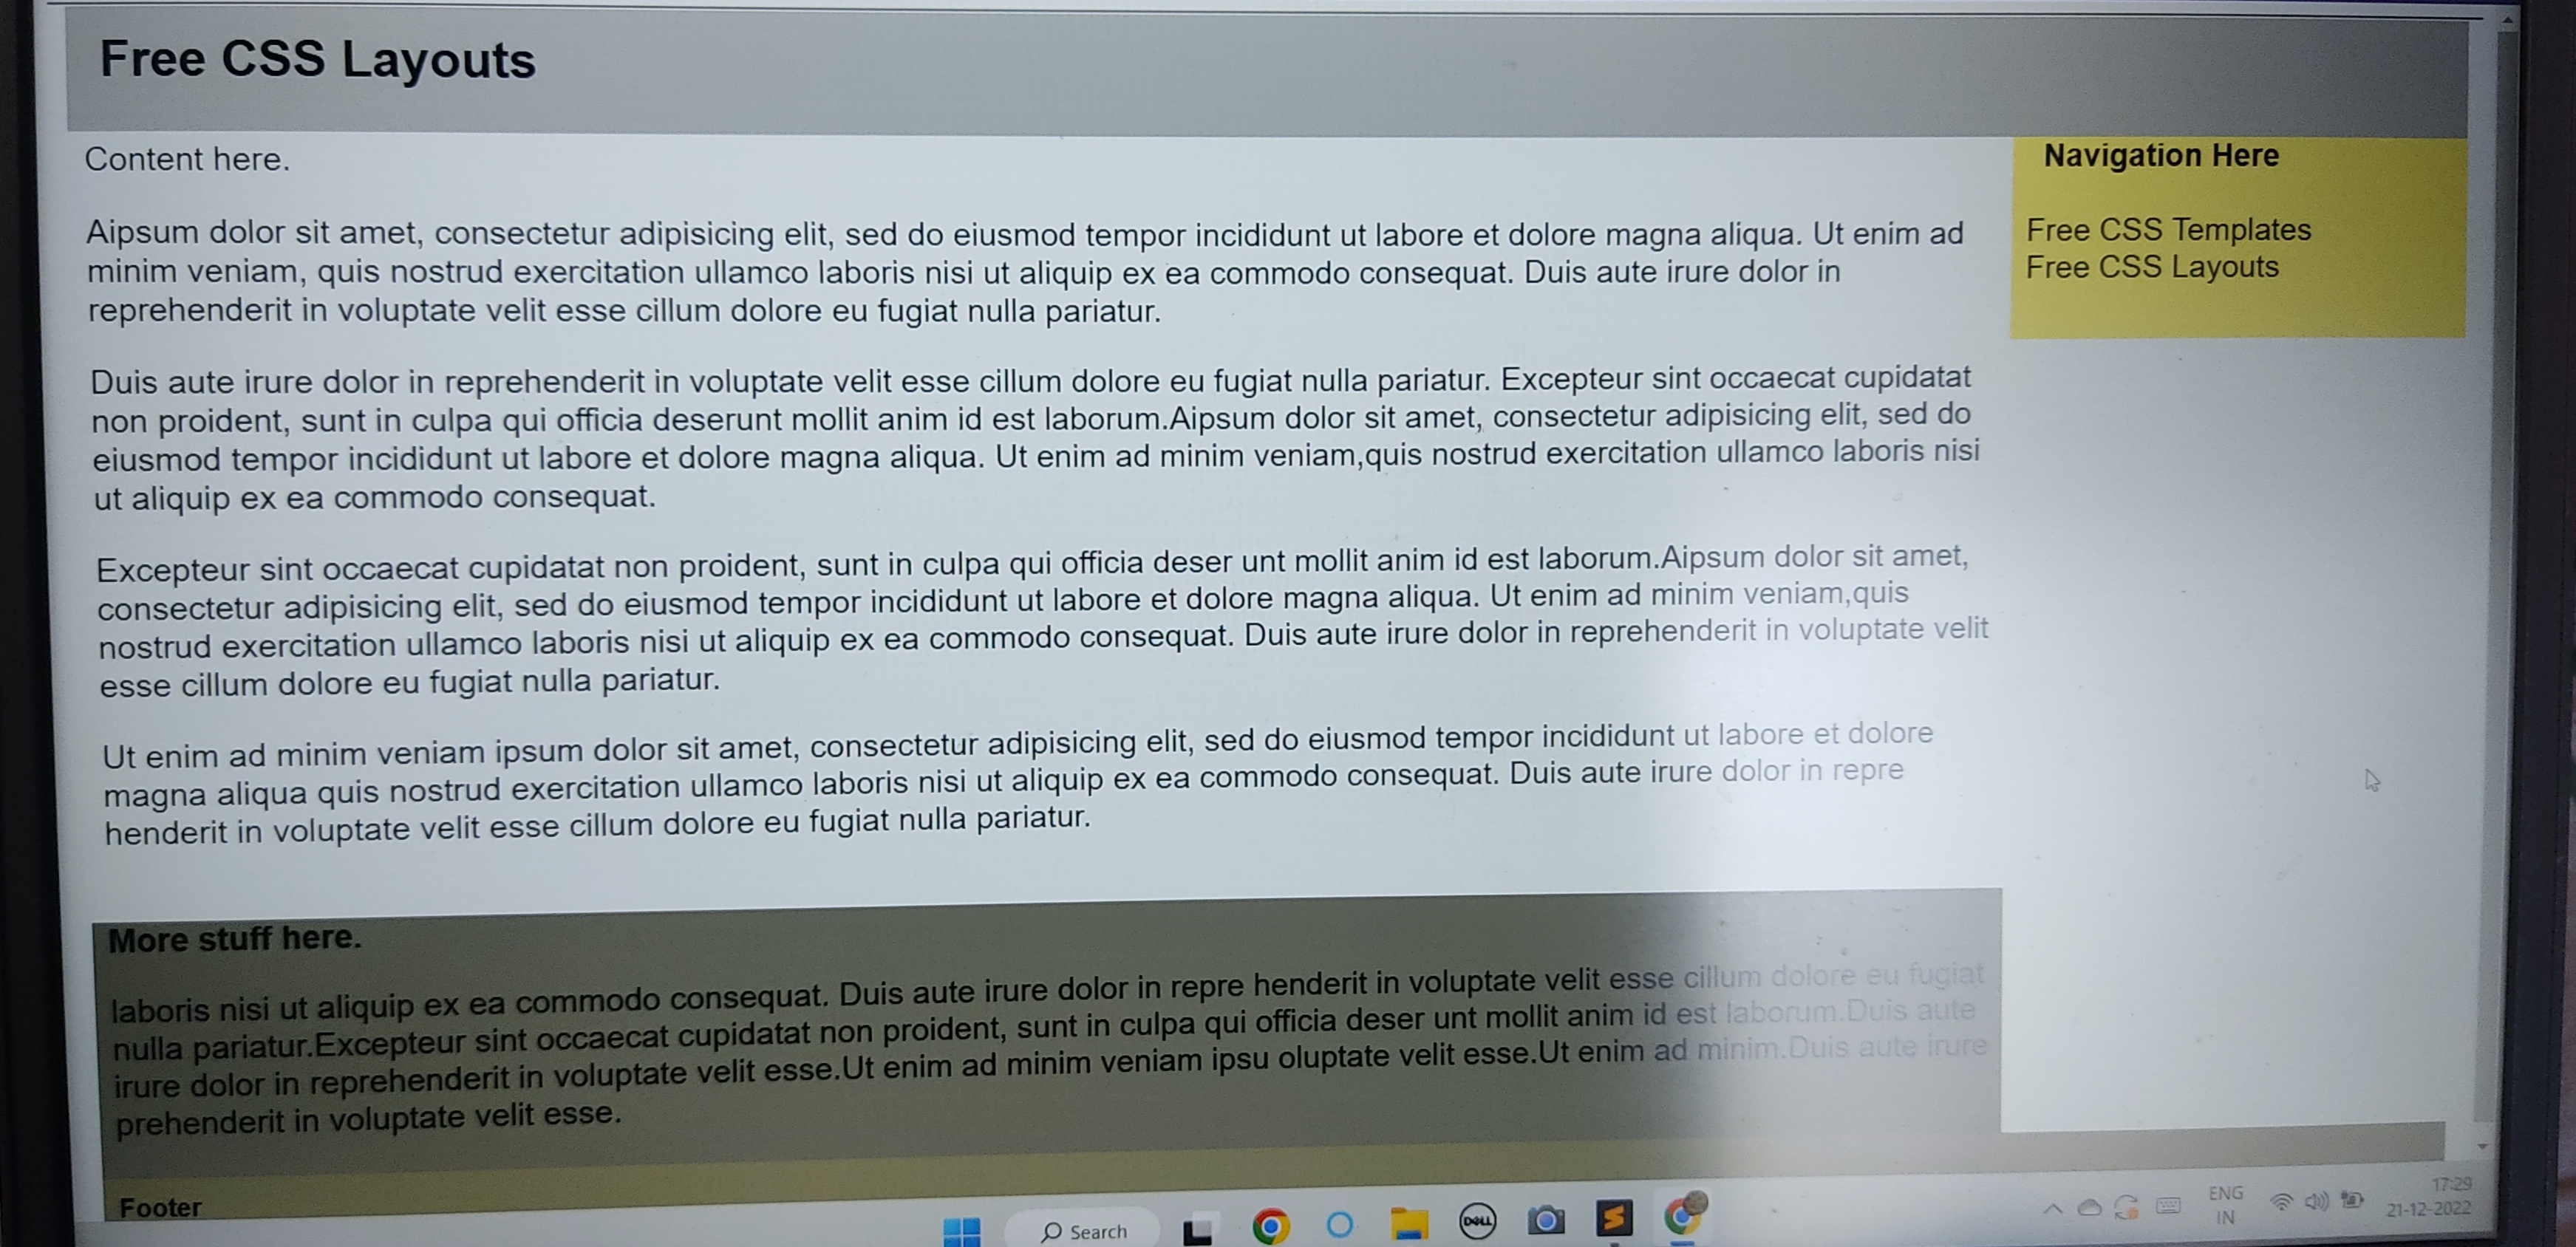 Free CSS Layouts
Content here.
Aipsum dolor sit amet, consectetur adipisicing elit, sed do eiusmod tempor incididunt ut labore et dolore magna aliqua. Ut enim ad
minim veniam, quis nostrud exercitation ullamco laboris nisi ut aliquip ex ea commodo consequat. Duis aute irure dolor in
reprehenderit in voluptate velit esse cillum dolore eu fugiat nulla pariatur.
Duis aute irure dolor in reprehenderit in voluptate velit esse cillum dolore eu fugiat nulla pariatur. Excepteur sint occaecat cupidatat
non proident, sunt in culpa qui officia deserunt mollit anim id est laborum.Aipsum dolor sit amet, consectetur adipisicing elit, sed do
eiusmod tempor incididunt ut labore et dolore magna aliqua. Ut enim ad minim veniam,quis nostrud exercitation ullamco laboris nisi
ut aliquip ex ea commodo consequat.
Excepteur sint occaecat cupidatat non proident, sunt in culpa qui officia deser unt mollit anim id est laborum.Aipsum dolor sit amet,
consectetur adipisicing elit, sed do eiusmod tempor incididunt ut labore et dolore magna aliqua. Ut enim ad minim veniam,quis
nostrud exercitation ullamco laboris nisi ut aliquip ex ea commodo consequat. Duis aute irure dolor in reprehenderit in voluptate velit
esse cillum dolore eu fugiat nulla pariatur.
Ut enim ad minim veniam ipsum dolor sit amet, consectetur adipisicing elit, sed do eiusmod tempor incididunt ut labore et dolore
magna aliqua quis nostrud exercitation ullamco laboris nisi ut aliquip ex ea commodo consequat. Duis aute irure dolor in repre
henderit in voluptate velit esse cillum dolore eu fugiat nulla pariatur.
Navigation Here
Free CSS Templates
Free CSS Layouts
More stuff here.
laboris nisi ut aliquip ex ea commodo consequat. Duis aute irure dolor in repre henderit in voluptate velit esse cillum dolore eu fugiat
nulla pariatur.Excepteur sint occaecat cupidatat non proident, sunt in culpa qui officia deser unt mollit anim id est laborum.Duis aute
irure dolor in reprehenderit in voluptate velit esse.Ut enim ad minim veniam ipsu oluptate velit esse.Ut enim ad minim.Duis aute irure
prehenderit in voluptate velit esse.
Footer
Search
DELL
ENG
IN
17:29
21-12-2022